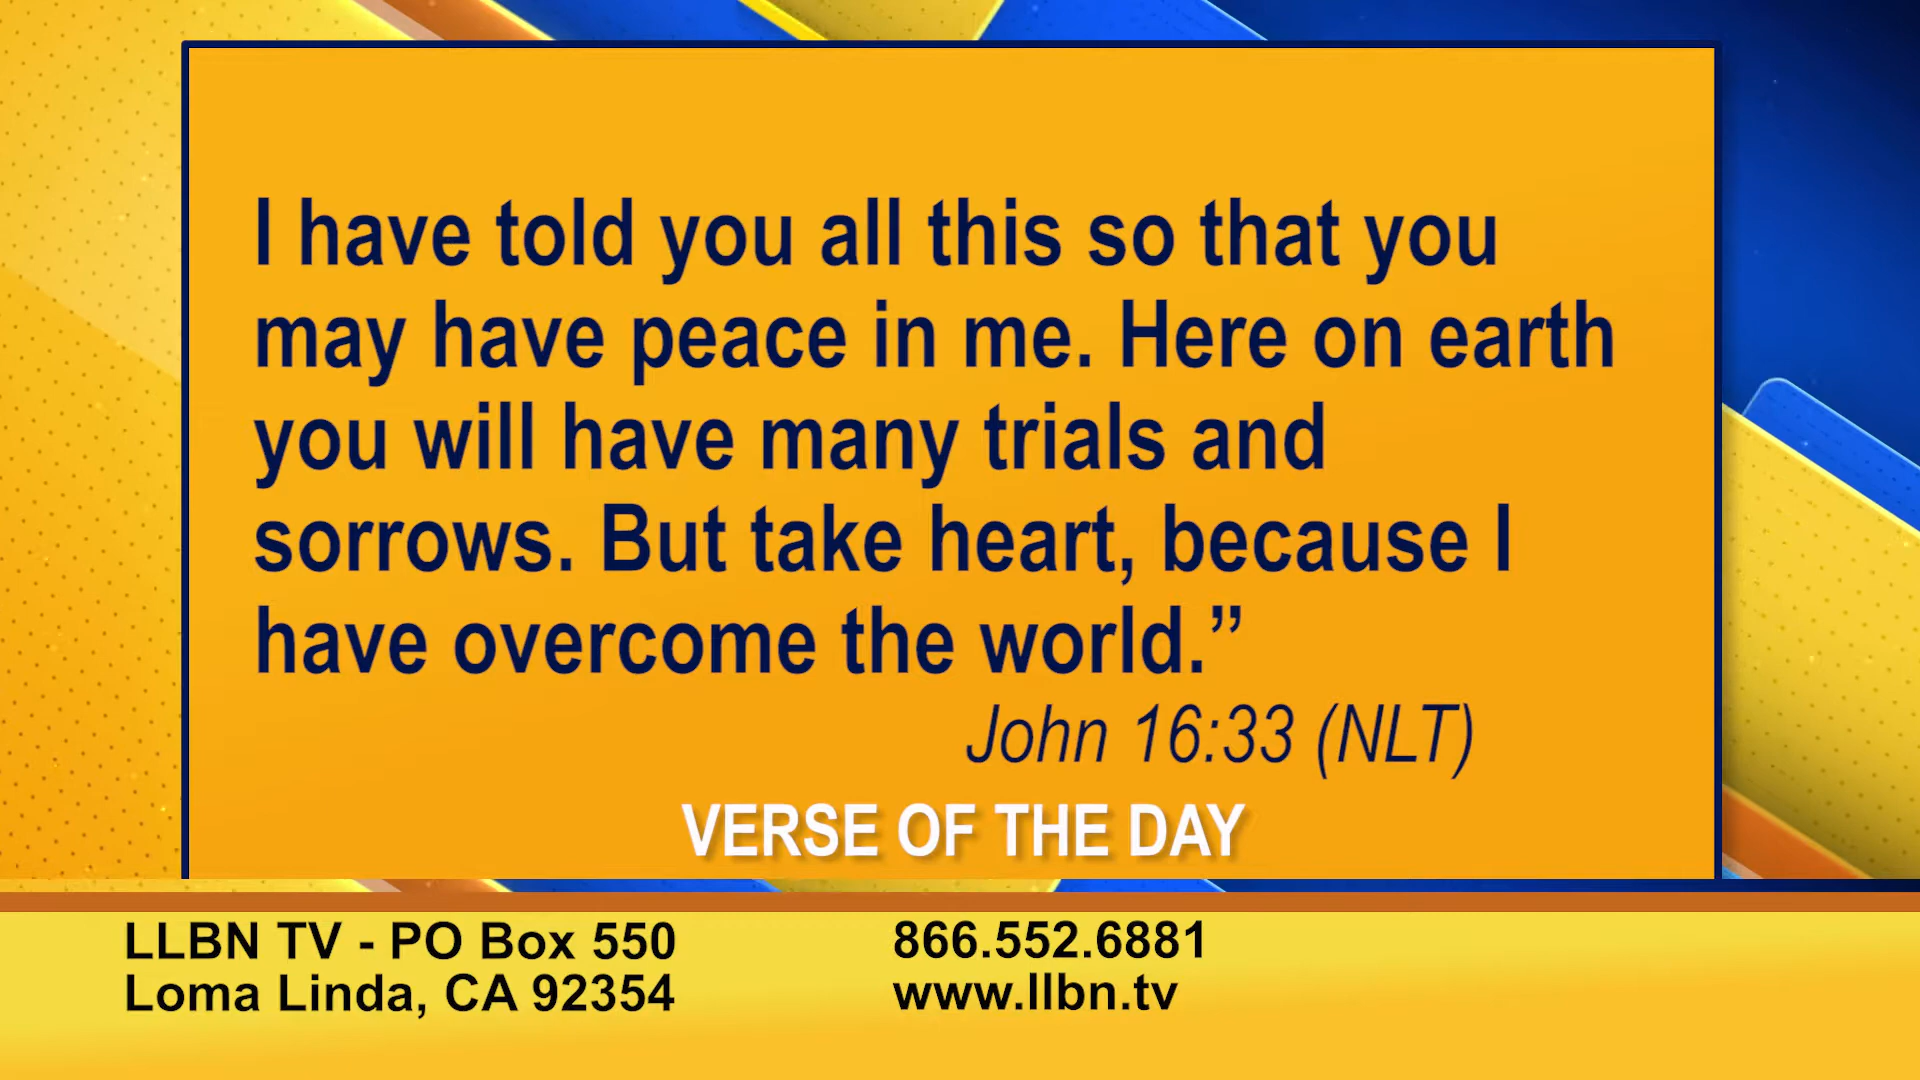 I have told you all this so that you
may have peace in me. Here on earth
you will have many trials and
sorrows. But take heart, because I
have overcome the world.”
John 16:33 (NLT)
VERSE OF THE DAY
LLBN TV - PO Box 550
Loma Linda, CA 92354
866.552.6881
www.llbn.tv